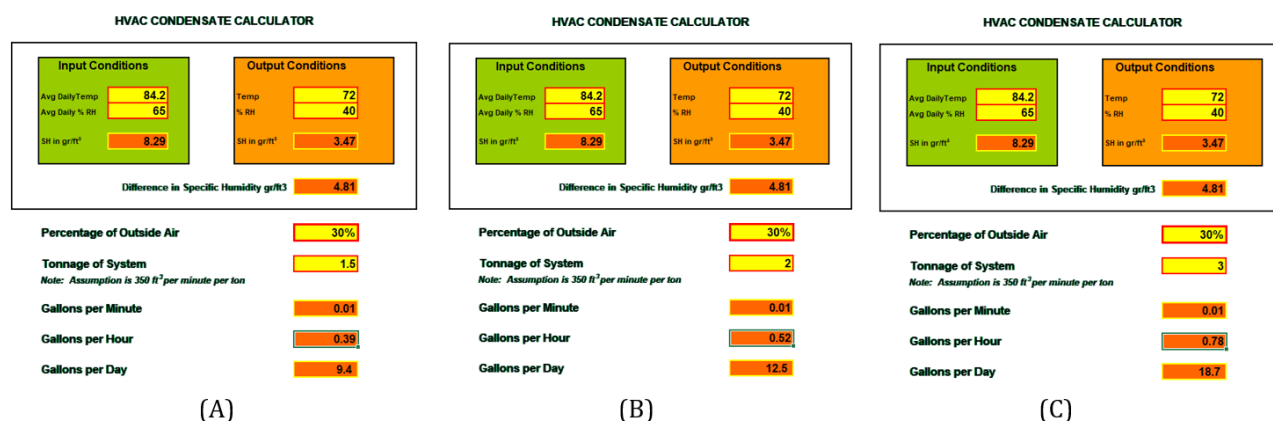 HVAC CONDENSATE CALCULATOR
Input Conditions
Output Conditions
Avg DailyTemp 84.2
Temp 72
Avg Daily % RH 65
% RH 40
SH in gr/ft³ 8.29
SH in gr/ft³ 3.47
Difference in Specific Humidity gr/ft3 4.81
Percentage of Outside Air 30%
Tonnage of System 1.5
Note: Assumption is 350 ft³ per minute per ton
Gallons per Minute 0.01
Gallons per Hour 0.39
Gallons per Day 9.4
(A)
HVAC CONDENSATE CALCULATOR
Input Conditions
Output Conditions
Avg DailyTemp 84.2
Temp 72
Avg Daily % RH 65
% RH 40
SH in gr/ft³ 8.29
SH in gr/ft³ 3.47
Difference in Specific Humidity gr/ft3 4.81
Percentage of Outside Air 30%
Tonnage of System 2
Note: Assumption is 350 ft³ per minute per ton
Gallons per Minute 0.01
Gallons per Hour 0.52
Gallons per Day 12.5
(B)
HVAC CONDENSATE CALCULATOR
Input Conditions
Output Conditions
Avg DailyTemp 84.2
Temp 72
Avg Daily % RH 65
% RH 40
SH in gr/ft³ 8.29
SH in gr/ft³ 3.47
Difference in Specific Humidity gr/ft3 4.81
Percentage of Outside Air 30%
Tonnage of System 3
Note: Assumption is 350 ft³ per minute per ton
Gallons per Minute 0.01
Gallons per Hour 0.78
Gallons per Day 18.7
(C)